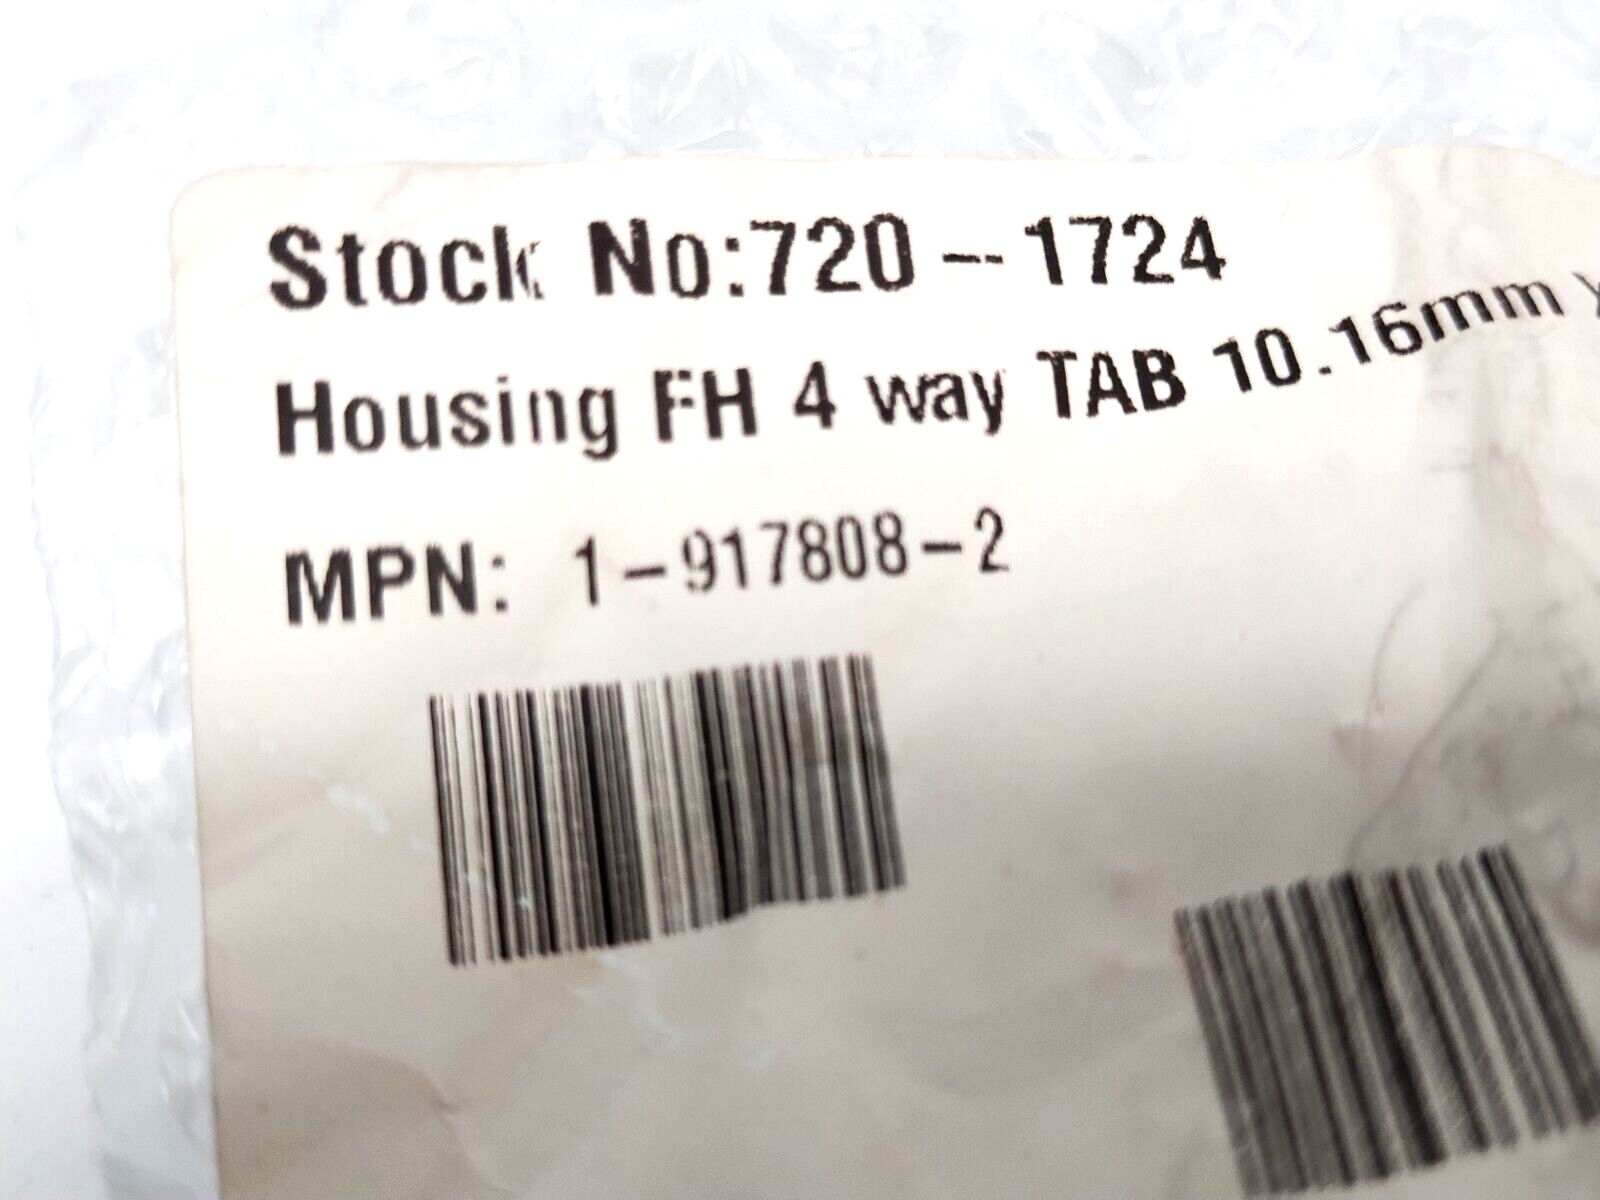 Stock No:720-1724
Housing FH 4 way TAB 10.16mm
MPN: 1-917808-2